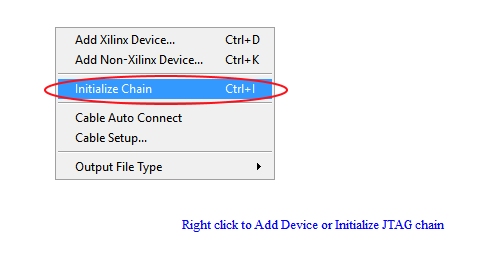 Add Xilinx Device... Ctrl+D
Add Non-Xilinx Device... Ctrl+K
Initialize Chain Ctrl+I
Cable Auto Connect
Cable Setup...
Output File Type
Right click to Add Device or Initialize JTAG chain